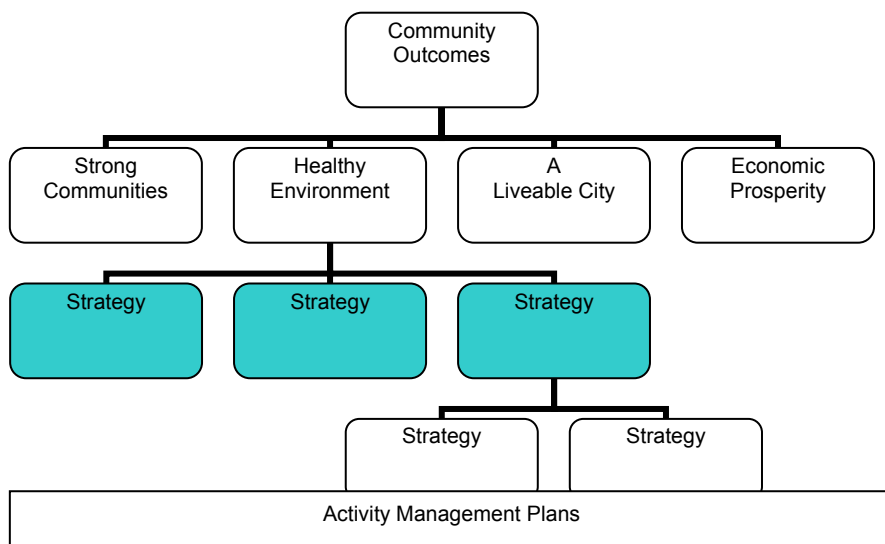 Community
Outcomes
Strong
Communities
Healthy
Environment
A
Liveable City
Economic
Prosperity
Strategy
Strategy
Strategy
Strategy
Strategy
Activity Management Plans